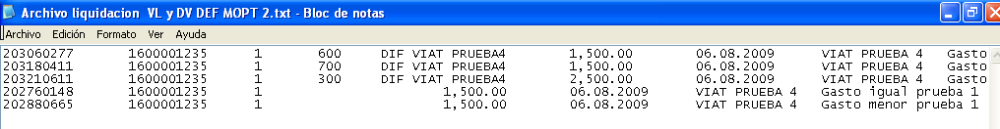 Archivo liquidacion VL y DV DEF MOPT 2.txt - Bloc de notas
Archivo Edición Formato Ver Ayuda
203060277 1600001235 1 600 DIF VIAT PRUEBA4 1,500.00 06.08.2009 VIAT PRUEBA 4 Gasto
203180411 1600001235 1 700 DIF VIAT PRUEBA4 1,500.00 06.08.2009 VIAT PRUEBA 4 Gasto
203210611 1600001235 1 300 DIF VIAT PRUEBA4 2,500.00 06.08.2009 VIAT PRUEBA 4 Gasto
202760148 1600001235 1 1,500.00 06.08.2009 VIAT PRUEBA 4 Gasto igual prueba 1
202880665 1600001235 1 1,500.00 06.08.2009 VIAT PRUEBA 4 Gasto menor prueba 1